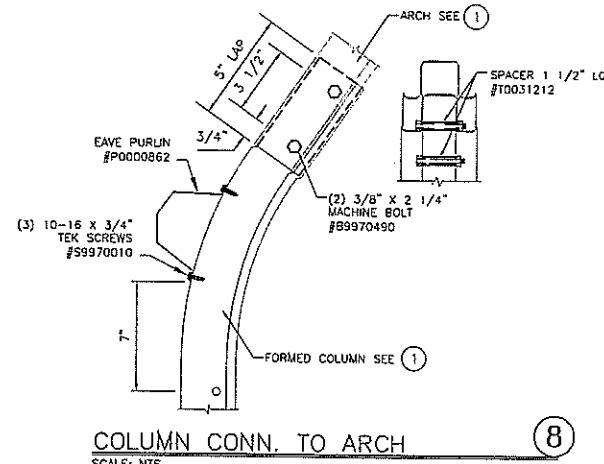 ARCH SEE 1
5" LAP
3 1/2"
3/4"
SPACER 1 1/2" LG
#T0031212
EAVE PURLIN
#P0000862
(2) 3/8" X 2 1/4"
MACHINE BOLT
#B9970490
(3) 10-16 X 3/4"
TEK SCREWS
#S9970010
7"
FORMED COLUMN SEE 1
COLUMN CONN. TO ARCH
8
SCALE: NTS